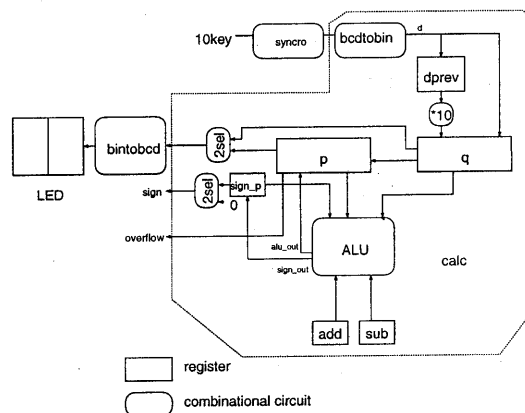 10key
syncro
bcdtobin
d
dprev
*10
LED
bintobcd
2sel
p
q
sign
2sel
sign_p
0
overflow
alu_out
sign_out
ALU
calc
add
sub
register
combinational circuit